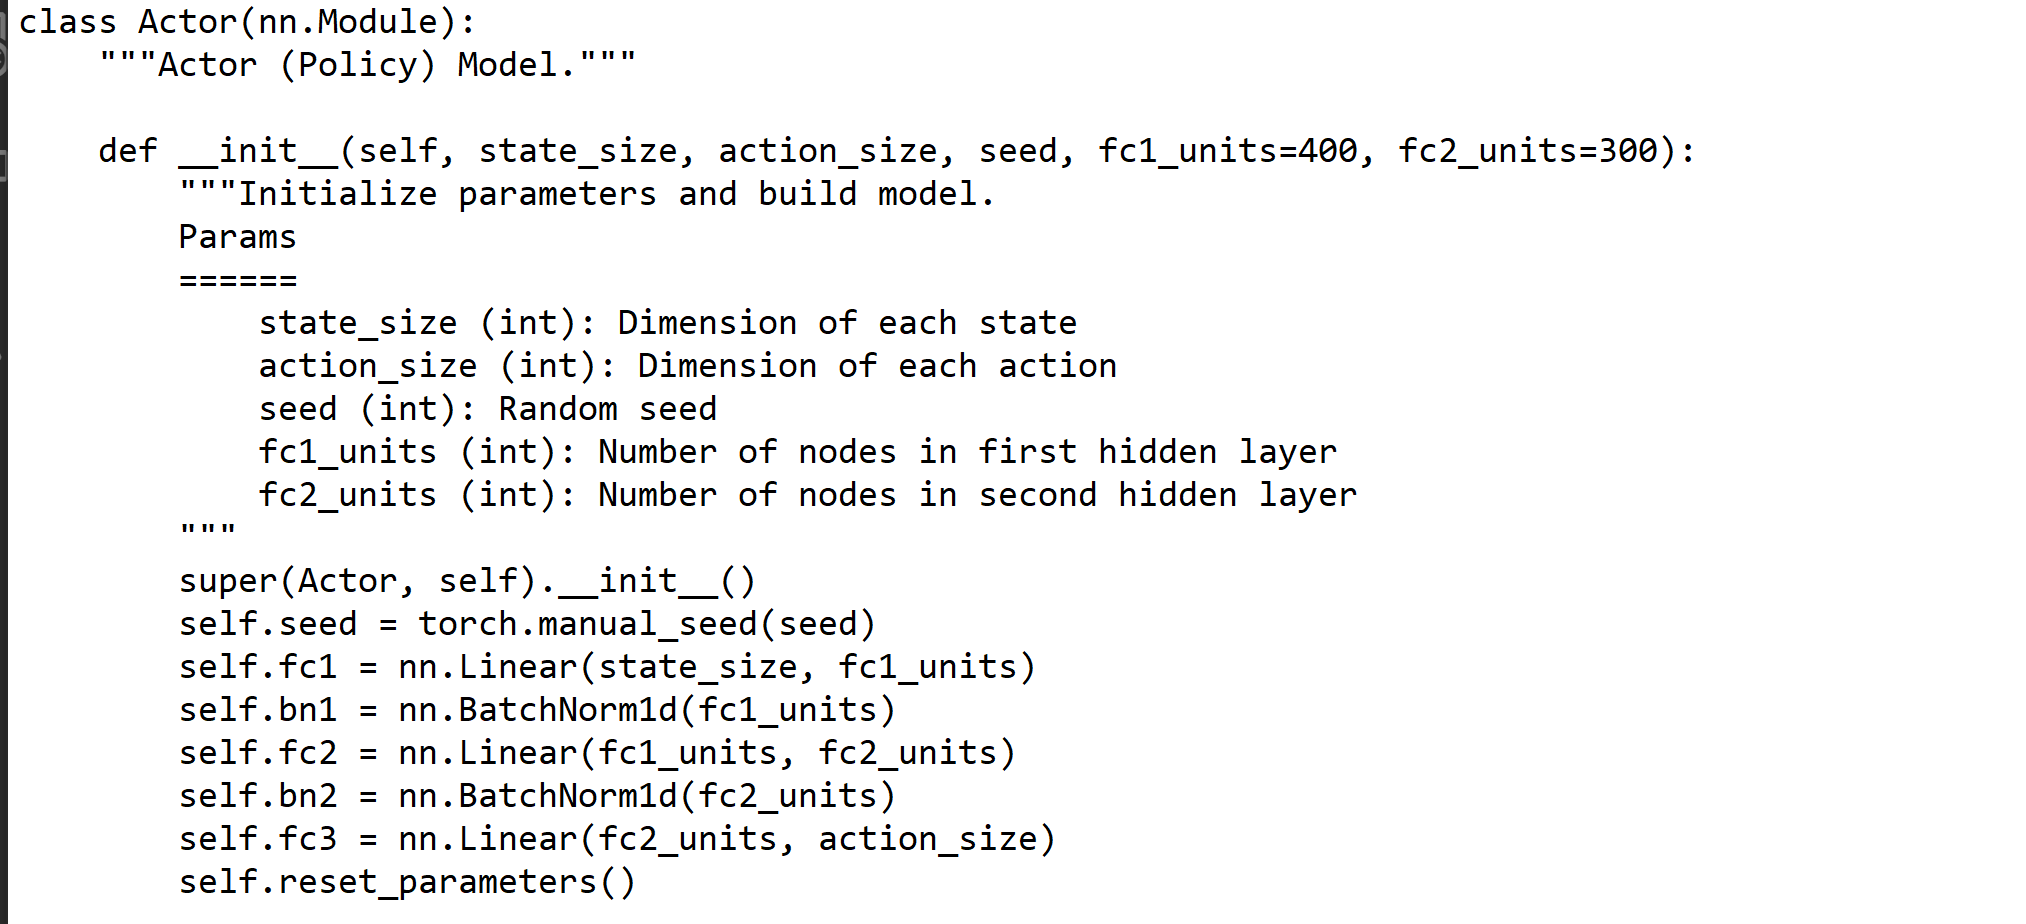 class Actor(nn.Module):
    """Actor (Policy) Model."""

    def __init__(self, state_size, action_size, seed, fc1_units=400, fc2_units=300):
        """Initialize parameters and build model.
        Params
        ======
            state_size (int): Dimension of each state
            action_size (int): Dimension of each action
            seed (int): Random seed
            fc1_units (int): Number of nodes in first hidden layer
            fc2_units (int): Number of nodes in second hidden layer
        """
        super(Actor, self).__init__()
        self.seed = torch.manual_seed(seed)
        self.fc1 = nn.Linear(state_size, fc1_units)
        self.bn1 = nn.BatchNorm1d(fc1_units)
        self.fc2 = nn.Linear(fc1_units, fc2_units)
        self.bn2 = nn.BatchNorm1d(fc2_units)
        self.fc3 = nn.Linear(fc2_units, action_size)
        self.reset_parameters()